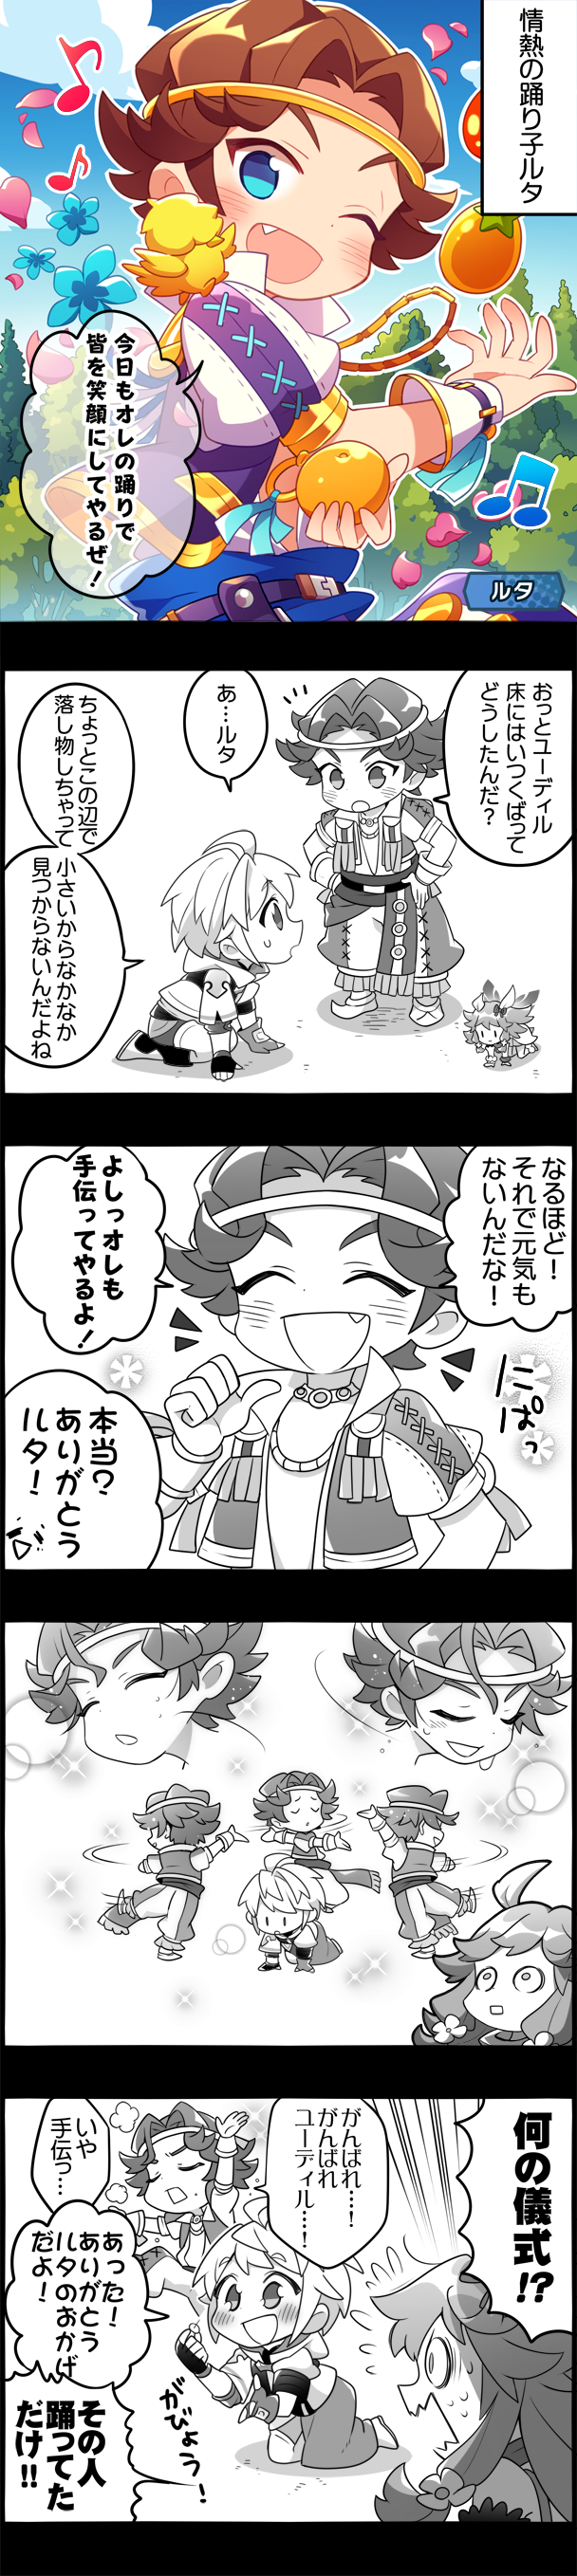 情熱の踊り子ルタ
今日もオレの踊りで
皆を笑顔にしてやるぜ！
ルタ
おっとユーディル
床にはいつくばって
どうしたんだ？
あ…ルタ
ちょっとこの辺で
落し物しちゃって
小さいからなかなか
見つからないんだよね
なるほど！
それで元気も
ないんだな！
よしっオレも
手伝ってやるよ！
にぱっ
本当？
ありがとう
ルタ！
何の儀式!?
がんばれ…！
がんばれ
ユーディル…！
いや
手伝っ…
あった！
ありがとう
ルタのおかげ
だよ！
がびょう！
その人
踊ってた
だけ!!